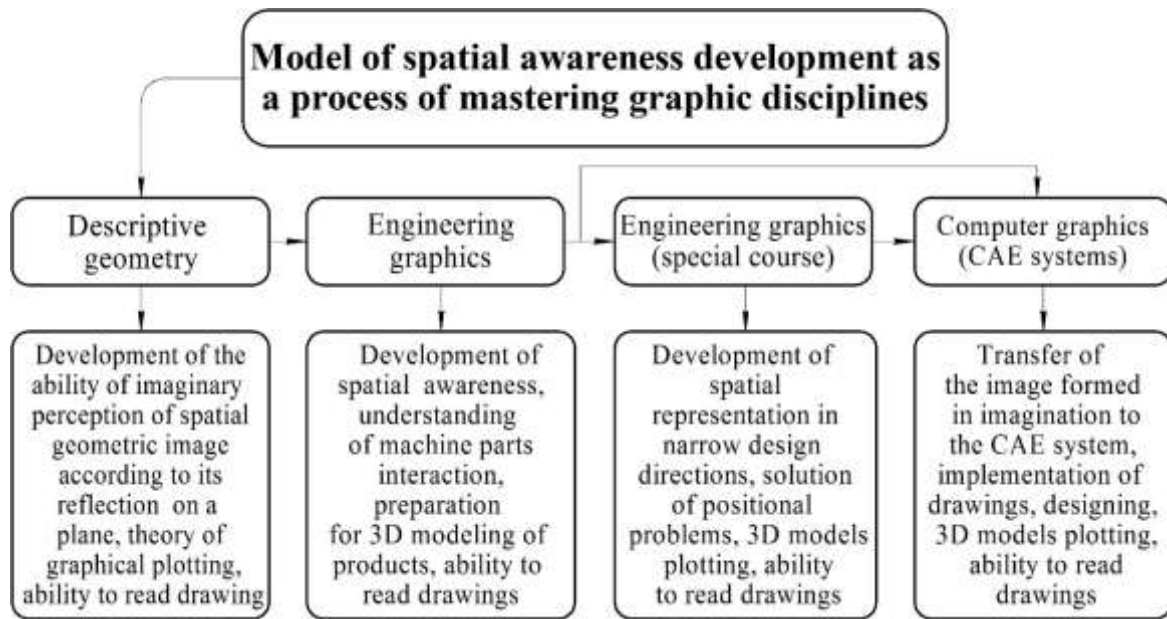 Model of spatial awareness development as
a process of mastering graphic disciplines
Descriptive
geometry
Engineering
graphics
Engineering graphics
(special course)
Computer graphics
(CAE systems)
Development of the
ability of imaginary
perception of spatial
geometric image
according to its
reflection on a
plane, theory of
graphical plotting,
ability to read drawing
Development of
spatial awareness,
understanding
of machine parts
interaction,
preparation
for 3D modeling of
products, ability to
read drawings
Development of
spatial
representation in
narrow design
directions, solution
of positional
problems, 3D models
plotting, ability
to read drawings
Transfer of
the image formed
in imagination to
the CAE system,
implementation of
drawings, designing,
3D models plotting,
ability to read
drawings